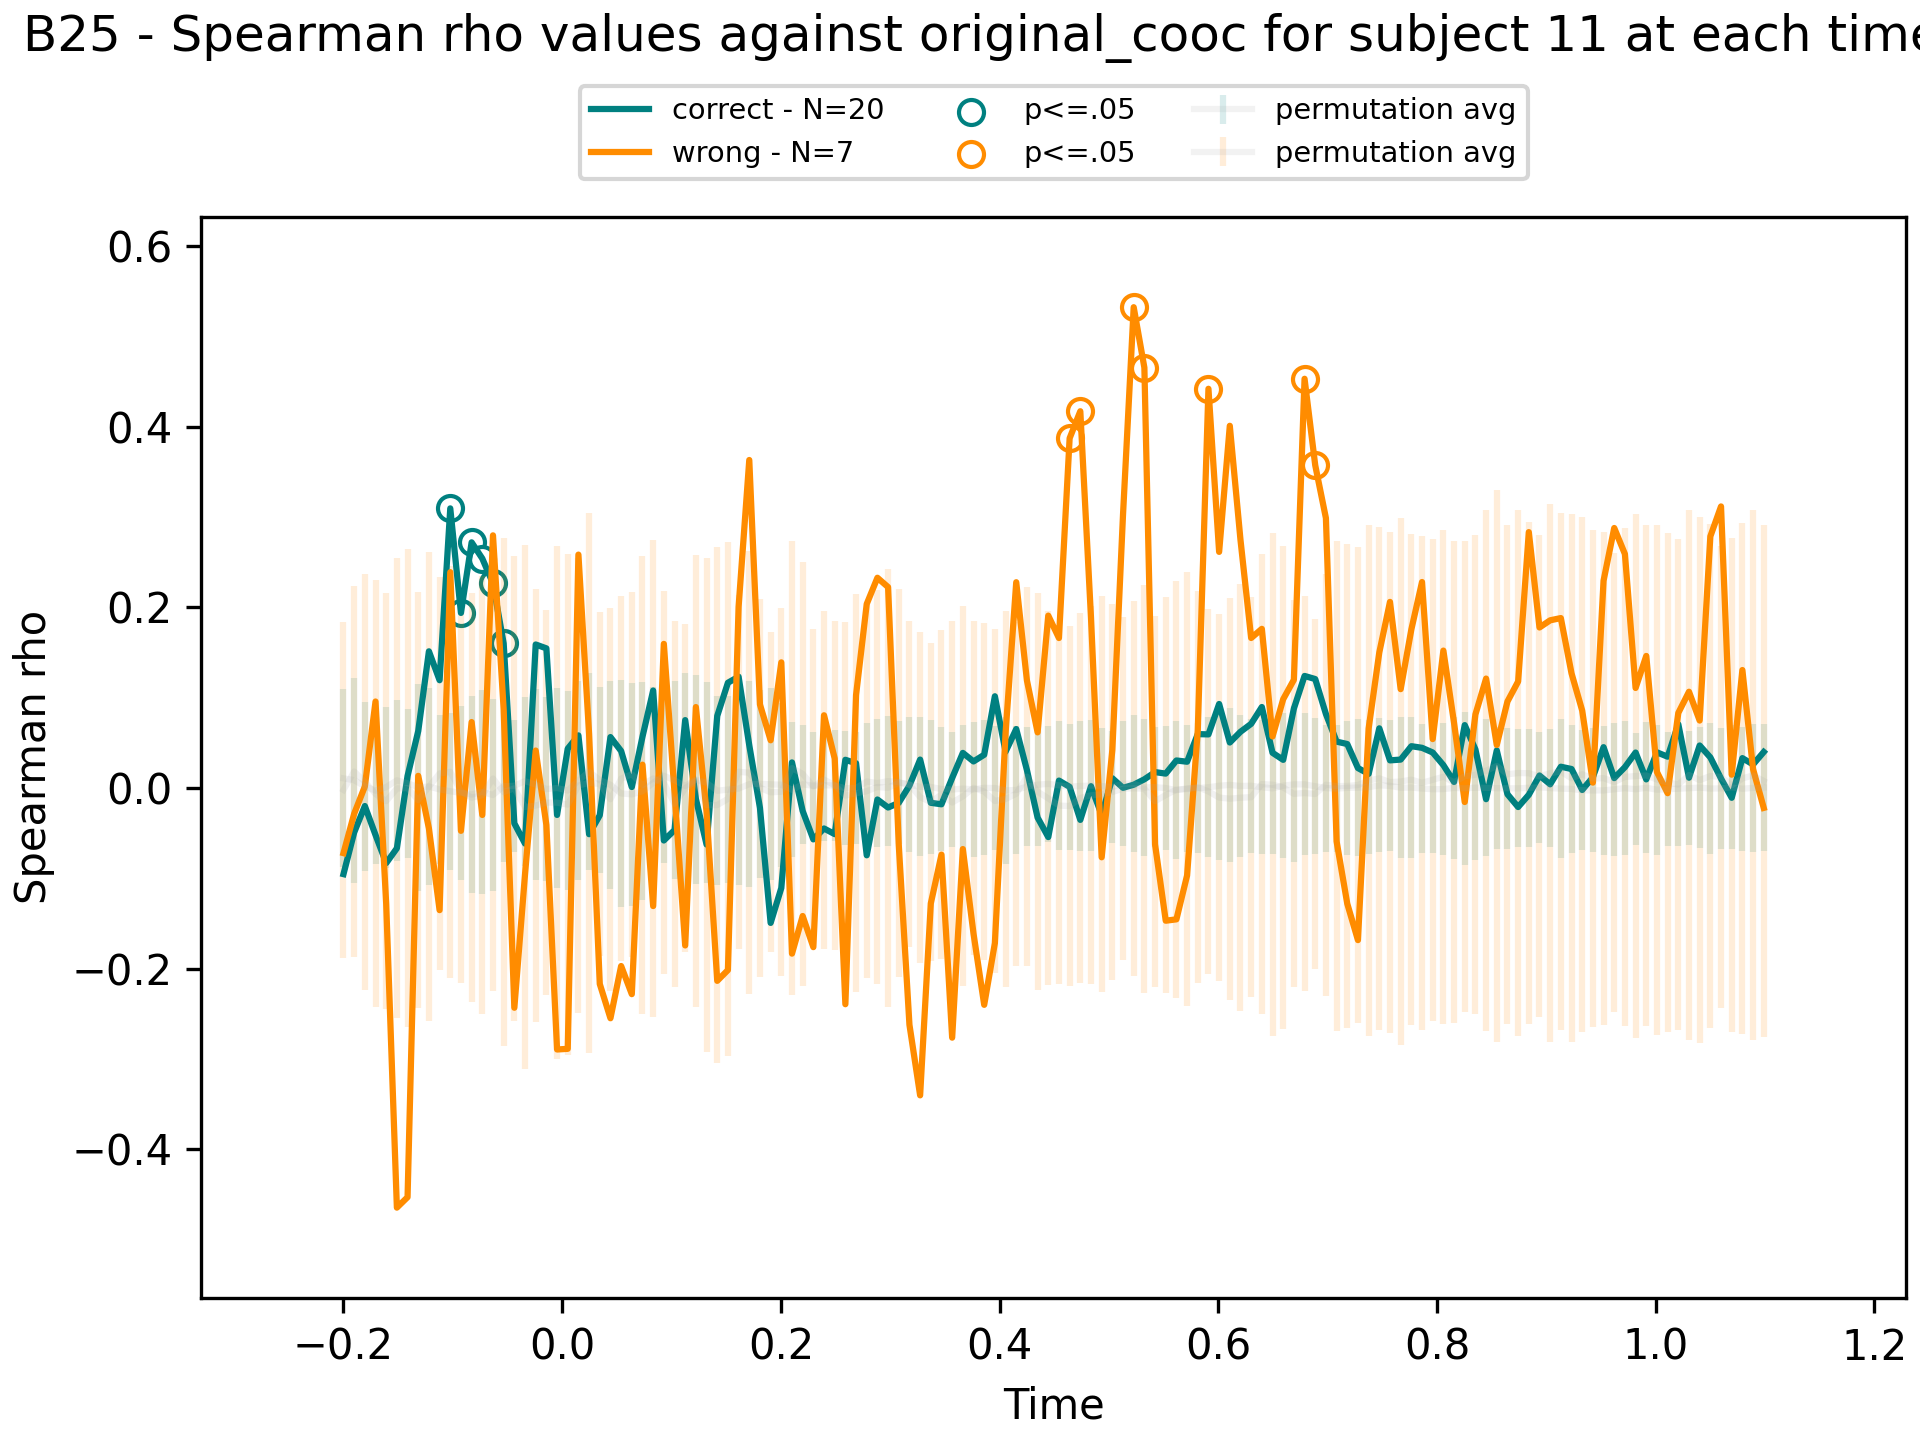 B25 - Spearman rho values against original_cooc for subject 11 at each time
correct - N=20
wrong - N=7
p<=.05
p<=.05
permutation avg
permutation avg
Spearman rho
0.6
0.4
0.2
0.0
−0.2
−0.4
−0.2 0.0 0.2 0.4 0.6 0.8 1.0 1.2
Time